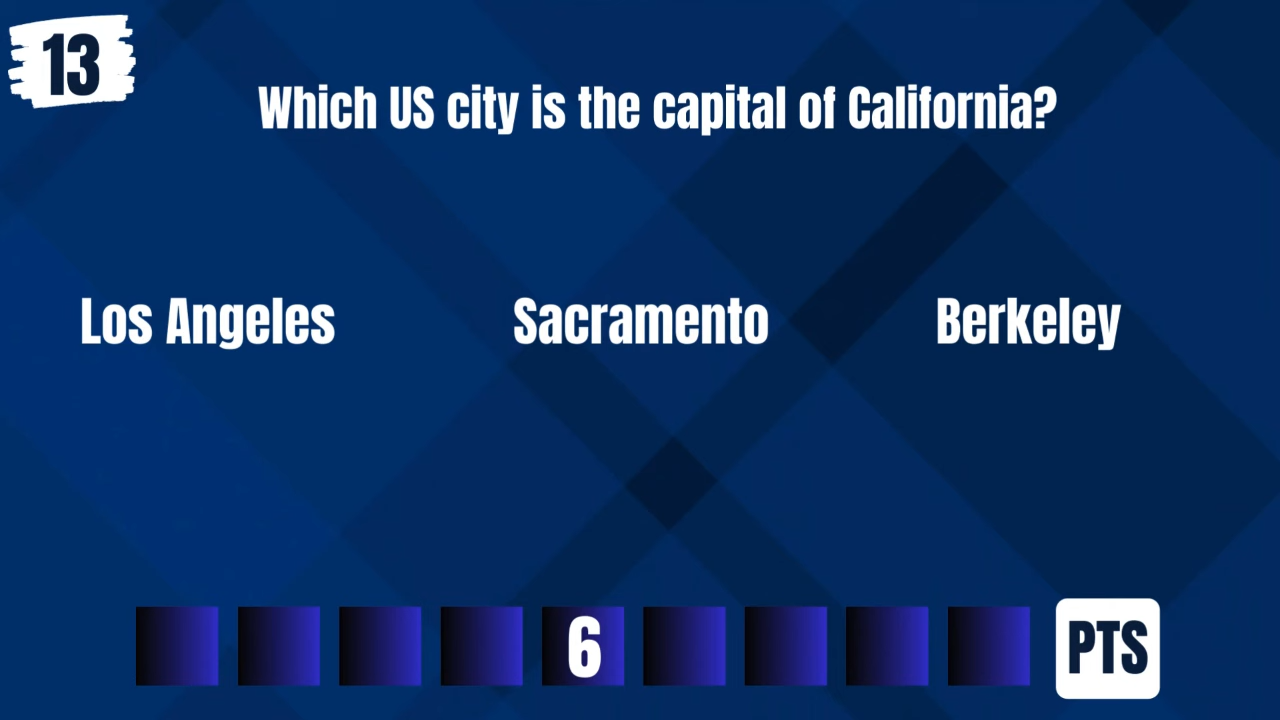 13
Which US city is the capital of California?
Los Angeles
Sacramento
Berkeley
6
PTS